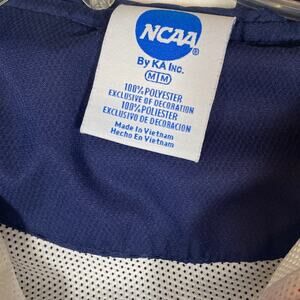 NCAA®
By KA INC.
M M
100% POLYESTER
EXCLUSIVE OF DECORATION
100% POLIESTER
EXCLUSIVO DE DECORACION
Made In Vietnam
Hecho En Vietnam